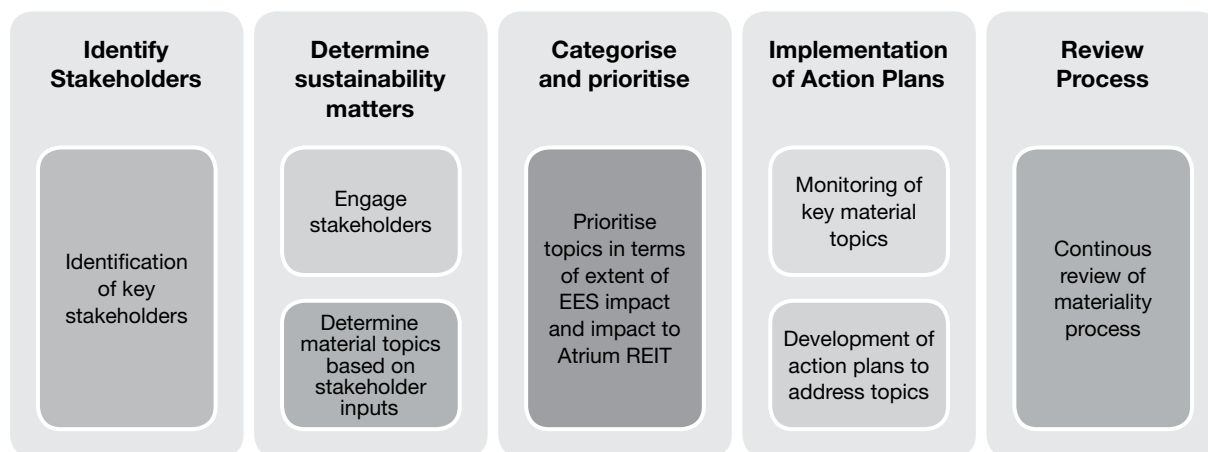 Identify
Stakeholders
Identification
of key
stakeholders
Determine
sustainability
matters
Engage
stakeholders
Determine
material topics
based on
stakeholder
inputs
Categorise
and prioritise
Prioritise
topics in terms
of extent of
EES impact
and impact to
Atrium REIT
Implementation
of Action Plans
Monitoring of
key material
topics
Development of
action plans to
address topics
Review
Process
Continous
review of
materiality
process